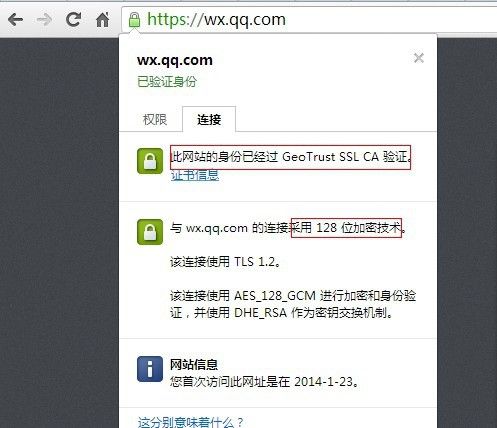 https://wx.qq.com
wx.qq.com
已验证身份
权限
连接
此网站的身份已经过 GeoTrust SSL CA 验证。
证书信息
与 wx.qq.com 的连接采用 128 位加密技术。
该连接使用 TLS 1.2。
该连接使用 AES_128_GCM 进行加密和身份验
证，并使用 DHE_RSA 作为密钥交换机制。
网站信息
您首次访问此网址是在 2014-1-23。
这分别意味着什么？